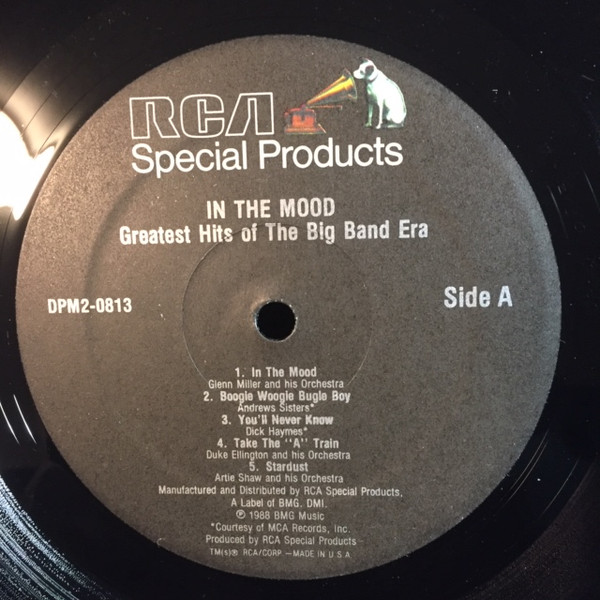 RCA
Special Products
IN THE MOOD
Greatest Hits of The Big Band Era
DPM2-0813
Side A
1. In The Mood
Glenn Miller and his Orchestra
2. Boogie Woogie Bugle Boy
Andrews Sisters*
3. You'll Never Know
Dick Haymes*
4. Take The "A" Train
Duke Ellington and his Orchestra
5. Stardust
Artie Shaw and his Orchestra
Manufactured and Distributed by RCA Special Products,
A Label of BMG. DMI.
℗ 1988 BMG Music
*Courtesy of MCA Records, Inc.
Produced by RCA Special Products
TM(s)® RCA/CORP.—MADE IN U.S.A.